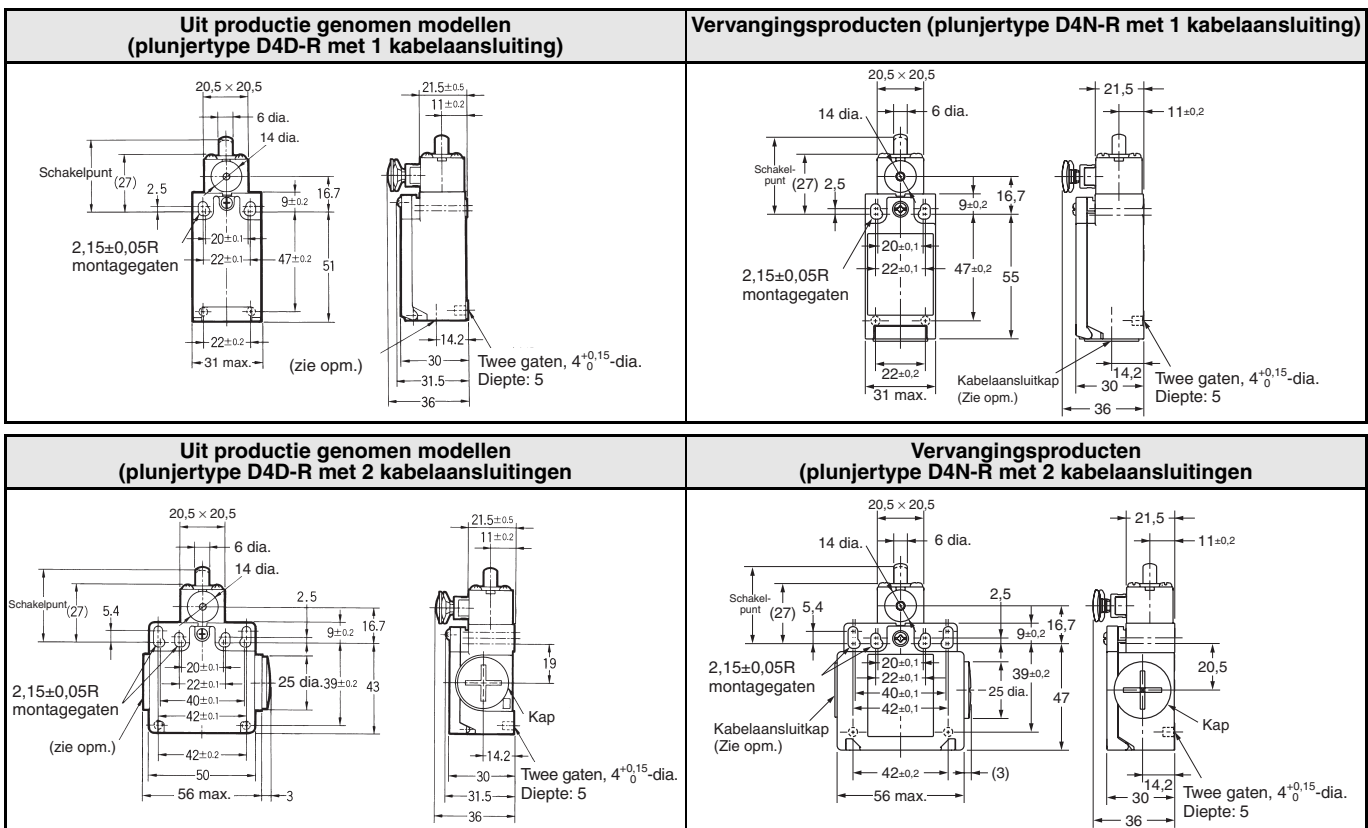 Uit productie genomen modellen
(plunjertype D4D-R met 1 kabelaansluiting)
Vervangingsproducten (plunjertype D4N-R met 1 kabelaansluiting)
20,5 × 20,5
6 dia.
14 dia.
Schakelpunt
(27)
2.5
9±0.2
16.7
2,15±0,05R
montagegaten
20±0.1
22±0.1
47±0.2
51
22±0.2
31 max.
21.5±0.5
11±0.2
(zie opm.)
14.2
30
31.5
36
Twee gaten, 4+0,15 0-dia.
Diepte: 5
20,5 × 20,5
14 dia.
6 dia.
Schakel-
punt
(27)
2,5
9±0,2
16,7
2,15±0,05R
montagegaten
20±0,1
22±0,1
47±0,2
55
22±0,2
31 max.
21,5
11±0,2
Kabelaansluitkap
(Zie opm.)
14,2
30
36
Twee gaten, 4+0,15 0-dia.
Diepte: 5
Uit productie genomen modellen
(plunjertype D4D-R met 2 kabelaansluitingen
Vervangingsproducten
(plunjertype D4N-R met 2 kabelaansluitingen
20,5 × 20,5
6 dia.
14 dia.
Schakelpunt
(27)
5.4
2.5
9±0.2
16.7
2,15±0,05R
montagegaten
20±0.1
22±0.1
40±0.1
42±0.1
25 dia.
39±0.2
43
(zie opm.)
42±0.2
50
56 max.
3
21.5±0.5
11±0.2
19
Kap
14.2
30
31.5
36
Twee gaten, 4+0,15 0-dia.
Diepte: 5
20,5 × 20,5
14 dia.
6 dia.
Schakel-
punt
(27)
5,4
2,5
9±0,2
16,7
2,15±0,05R
montagegaten
20±0,1
22±0,1
40±0,1
42±0,1
25 dia.
39±0,2
47
Kabelaansluitkap
(Zie opm.)
42±0,2
(3)
56 max.
21,5
11±0,2
20,5
Kap
14,2
30
36
Twee gaten, 4+0,15 0-dia.
Diepte: 5